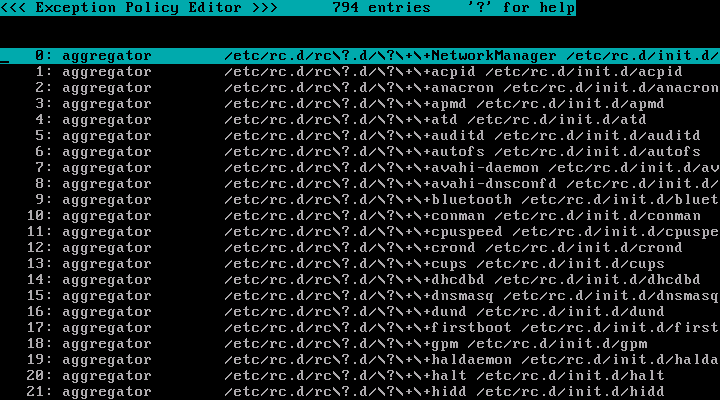 <<< Exception Policy Editor >>>      794 entries    '?' for help
0: aggregator        /etc/rc.d/rc\?.d/\?\+\+NetworkManager /etc/rc.d/init.d/
1: aggregator        /etc/rc.d/rc\?.d/\?\+\+acpid /etc/rc.d/init.d/acpid
2: aggregator        /etc/rc.d/rc\?.d/\?\+\+anacron /etc/rc.d/init.d/anacron
3: aggregator        /etc/rc.d/rc\?.d/\?\+\+apmd /etc/rc.d/init.d/apmd
4: aggregator        /etc/rc.d/rc\?.d/\?\+\+atd /etc/rc.d/init.d/atd
5: aggregator        /etc/rc.d/rc\?.d/\?\+\+auditd /etc/rc.d/init.d/auditd
6: aggregator        /etc/rc.d/rc\?.d/\?\+\+autofs /etc/rc.d/init.d/autofs
7: aggregator        /etc/rc.d/rc\?.d/\?\+\+avahi-daemon /etc/rc.d/init.d/av
8: aggregator        /etc/rc.d/rc\?.d/\?\+\+avahi-dnsconfd /etc/rc.d/init.d/
9: aggregator        /etc/rc.d/rc\?.d/\?\+\+bluetooth /etc/rc.d/init.d/bluet
10: aggregator        /etc/rc.d/rc\?.d/\?\+\+conman /etc/rc.d/init.d/conman
11: aggregator        /etc/rc.d/rc\?.d/\?\+\+cpuspeed /etc/rc.d/init.d/cpuspe
12: aggregator        /etc/rc.d/rc\?.d/\?\+\+crond /etc/rc.d/init.d/crond
13: aggregator        /etc/rc.d/rc\?.d/\?\+\+cups /etc/rc.d/init.d/cups
14: aggregator        /etc/rc.d/rc\?.d/\?\+\+dhcdbd /etc/rc.d/init.d/dhcdbd
15: aggregator        /etc/rc.d/rc\?.d/\?\+\+dnsmasq /etc/rc.d/init.d/dnsmasq
16: aggregator        /etc/rc.d/rc\?.d/\?\+\+dund /etc/rc.d/init.d/dund
17: aggregator        /etc/rc.d/rc\?.d/\?\+\+firstboot /etc/rc.d/init.d/first
18: aggregator        /etc/rc.d/rc\?.d/\?\+\+gpm /etc/rc.d/init.d/gpm
19: aggregator        /etc/rc.d/rc\?.d/\?\+\+haldaemon /etc/rc.d/init.d/halda
20: aggregator        /etc/rc.d/rc\?.d/\?\+\+halt /etc/rc.d/init.d/halt
21: aggregator        /etc/rc.d/rc\?.d/\?\+\+hidd /etc/rc.d/init.d/hidd